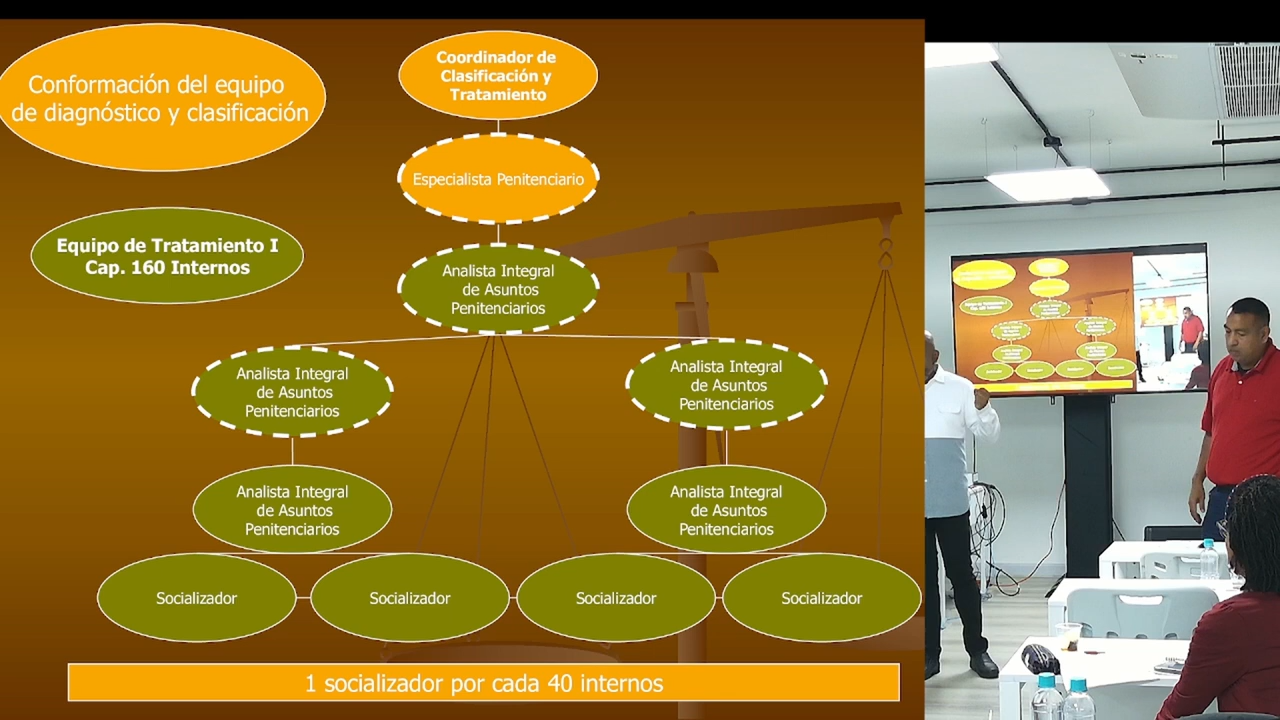 Conformación del equipo
de diagnóstico y clasificación
Coordinador de
Clasificación y
Tratamiento
Especialista Penitenciario
Equipo de Tratamiento I
Cap. 160 Internos
Analista Integral
de Asuntos
Penitenciarios
Analista Integral
de Asuntos
Penitenciarios
Analista Integral
de Asuntos
Penitenciarios
Analista Integral
de Asuntos
Penitenciarios
Analista Integral
de Asuntos
Penitenciarios
Socializador
Socializador
Socializador
Socializador
1 socializador por cada 40 internos